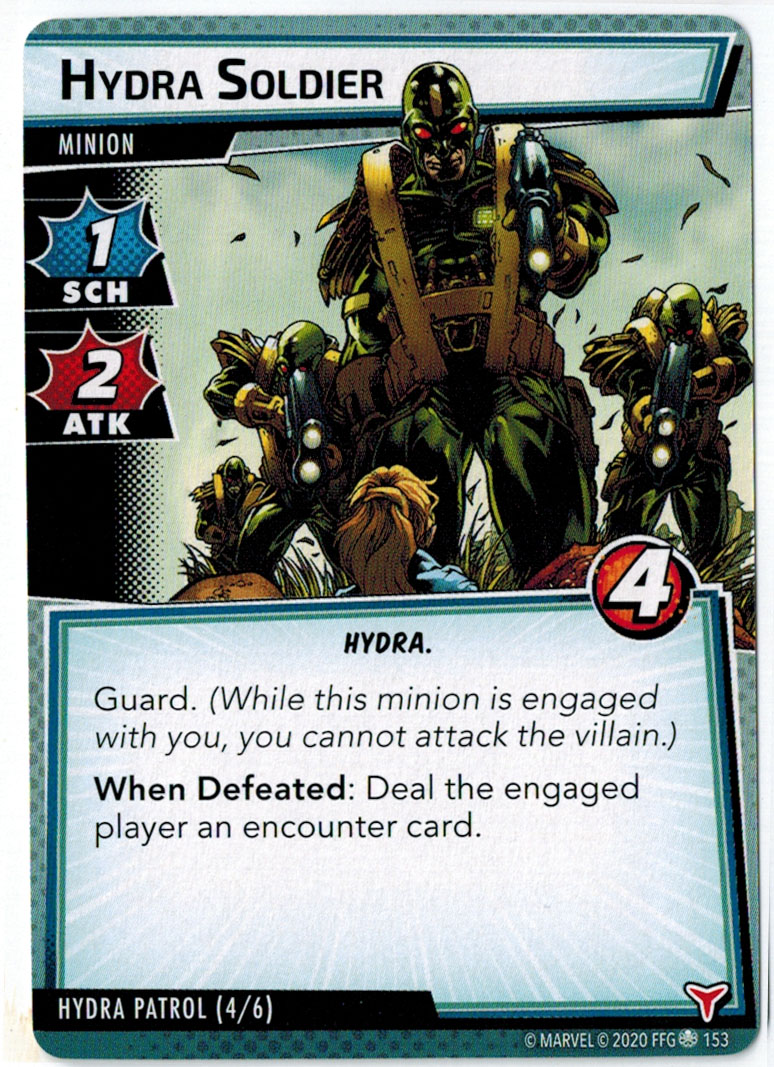 HYDRA SOLDIER
MINION
1
SCH
2
ATK
4
HYDRA.
Guard. (While this minion is engaged
with you, you cannot attack the villain.)
When Defeated: Deal the engaged
player an encounter card.
HYDRA PATROL (4/6)
© MARVEL © 2020 FFG 153